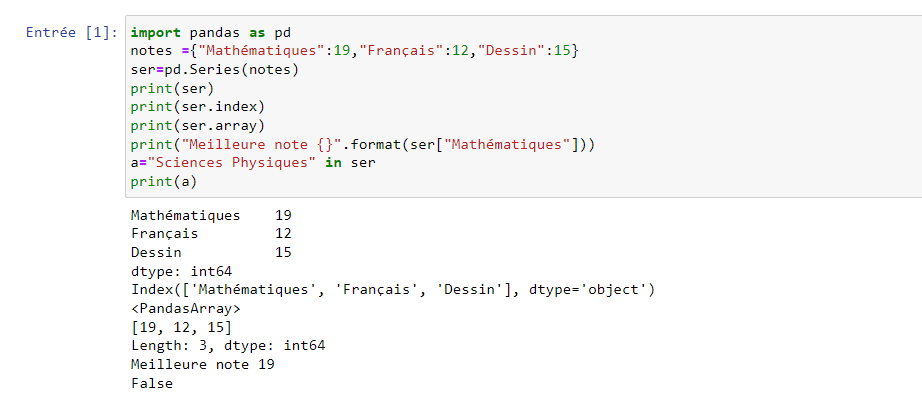 Entrée [1]: import pandas as pd
notes ={"Mathématiques":19,"Français":12,"Dessin":15}
ser=pd.Series(notes)
print(ser)
print(ser.index)
print(ser.array)
print("Meilleure note {}".format(ser["Mathématiques"]))
a="Sciences Physiques" in ser
print(a)
Mathématiques    19
Français         12
Dessin           15
dtype: int64
Index(['Mathématiques', 'Français', 'Dessin'], dtype='object')
<PandasArray>
[19, 12, 15]
Length: 3, dtype: int64
Meilleure note 19
False